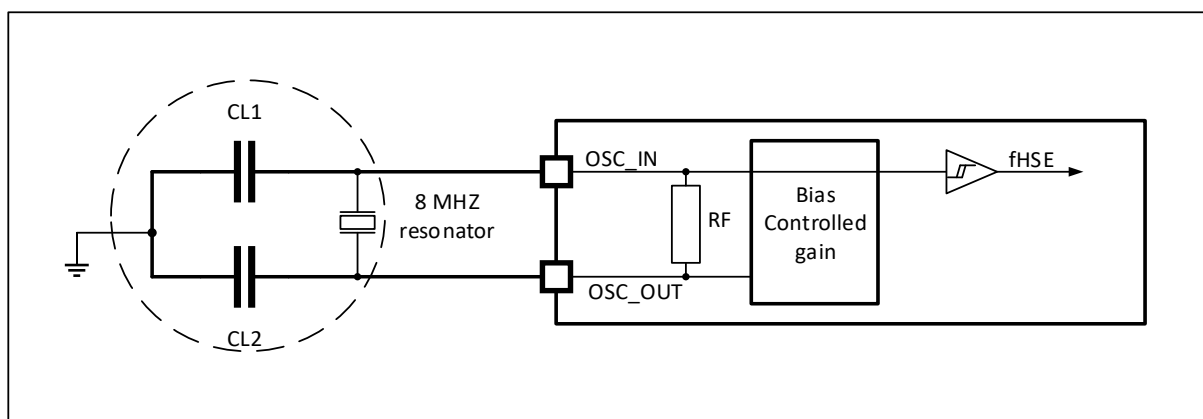 CL1
OSC_IN
fHSE
8 MHZ
resonator
RF
Bias
Controlled
gain
OSC_OUT
CL2